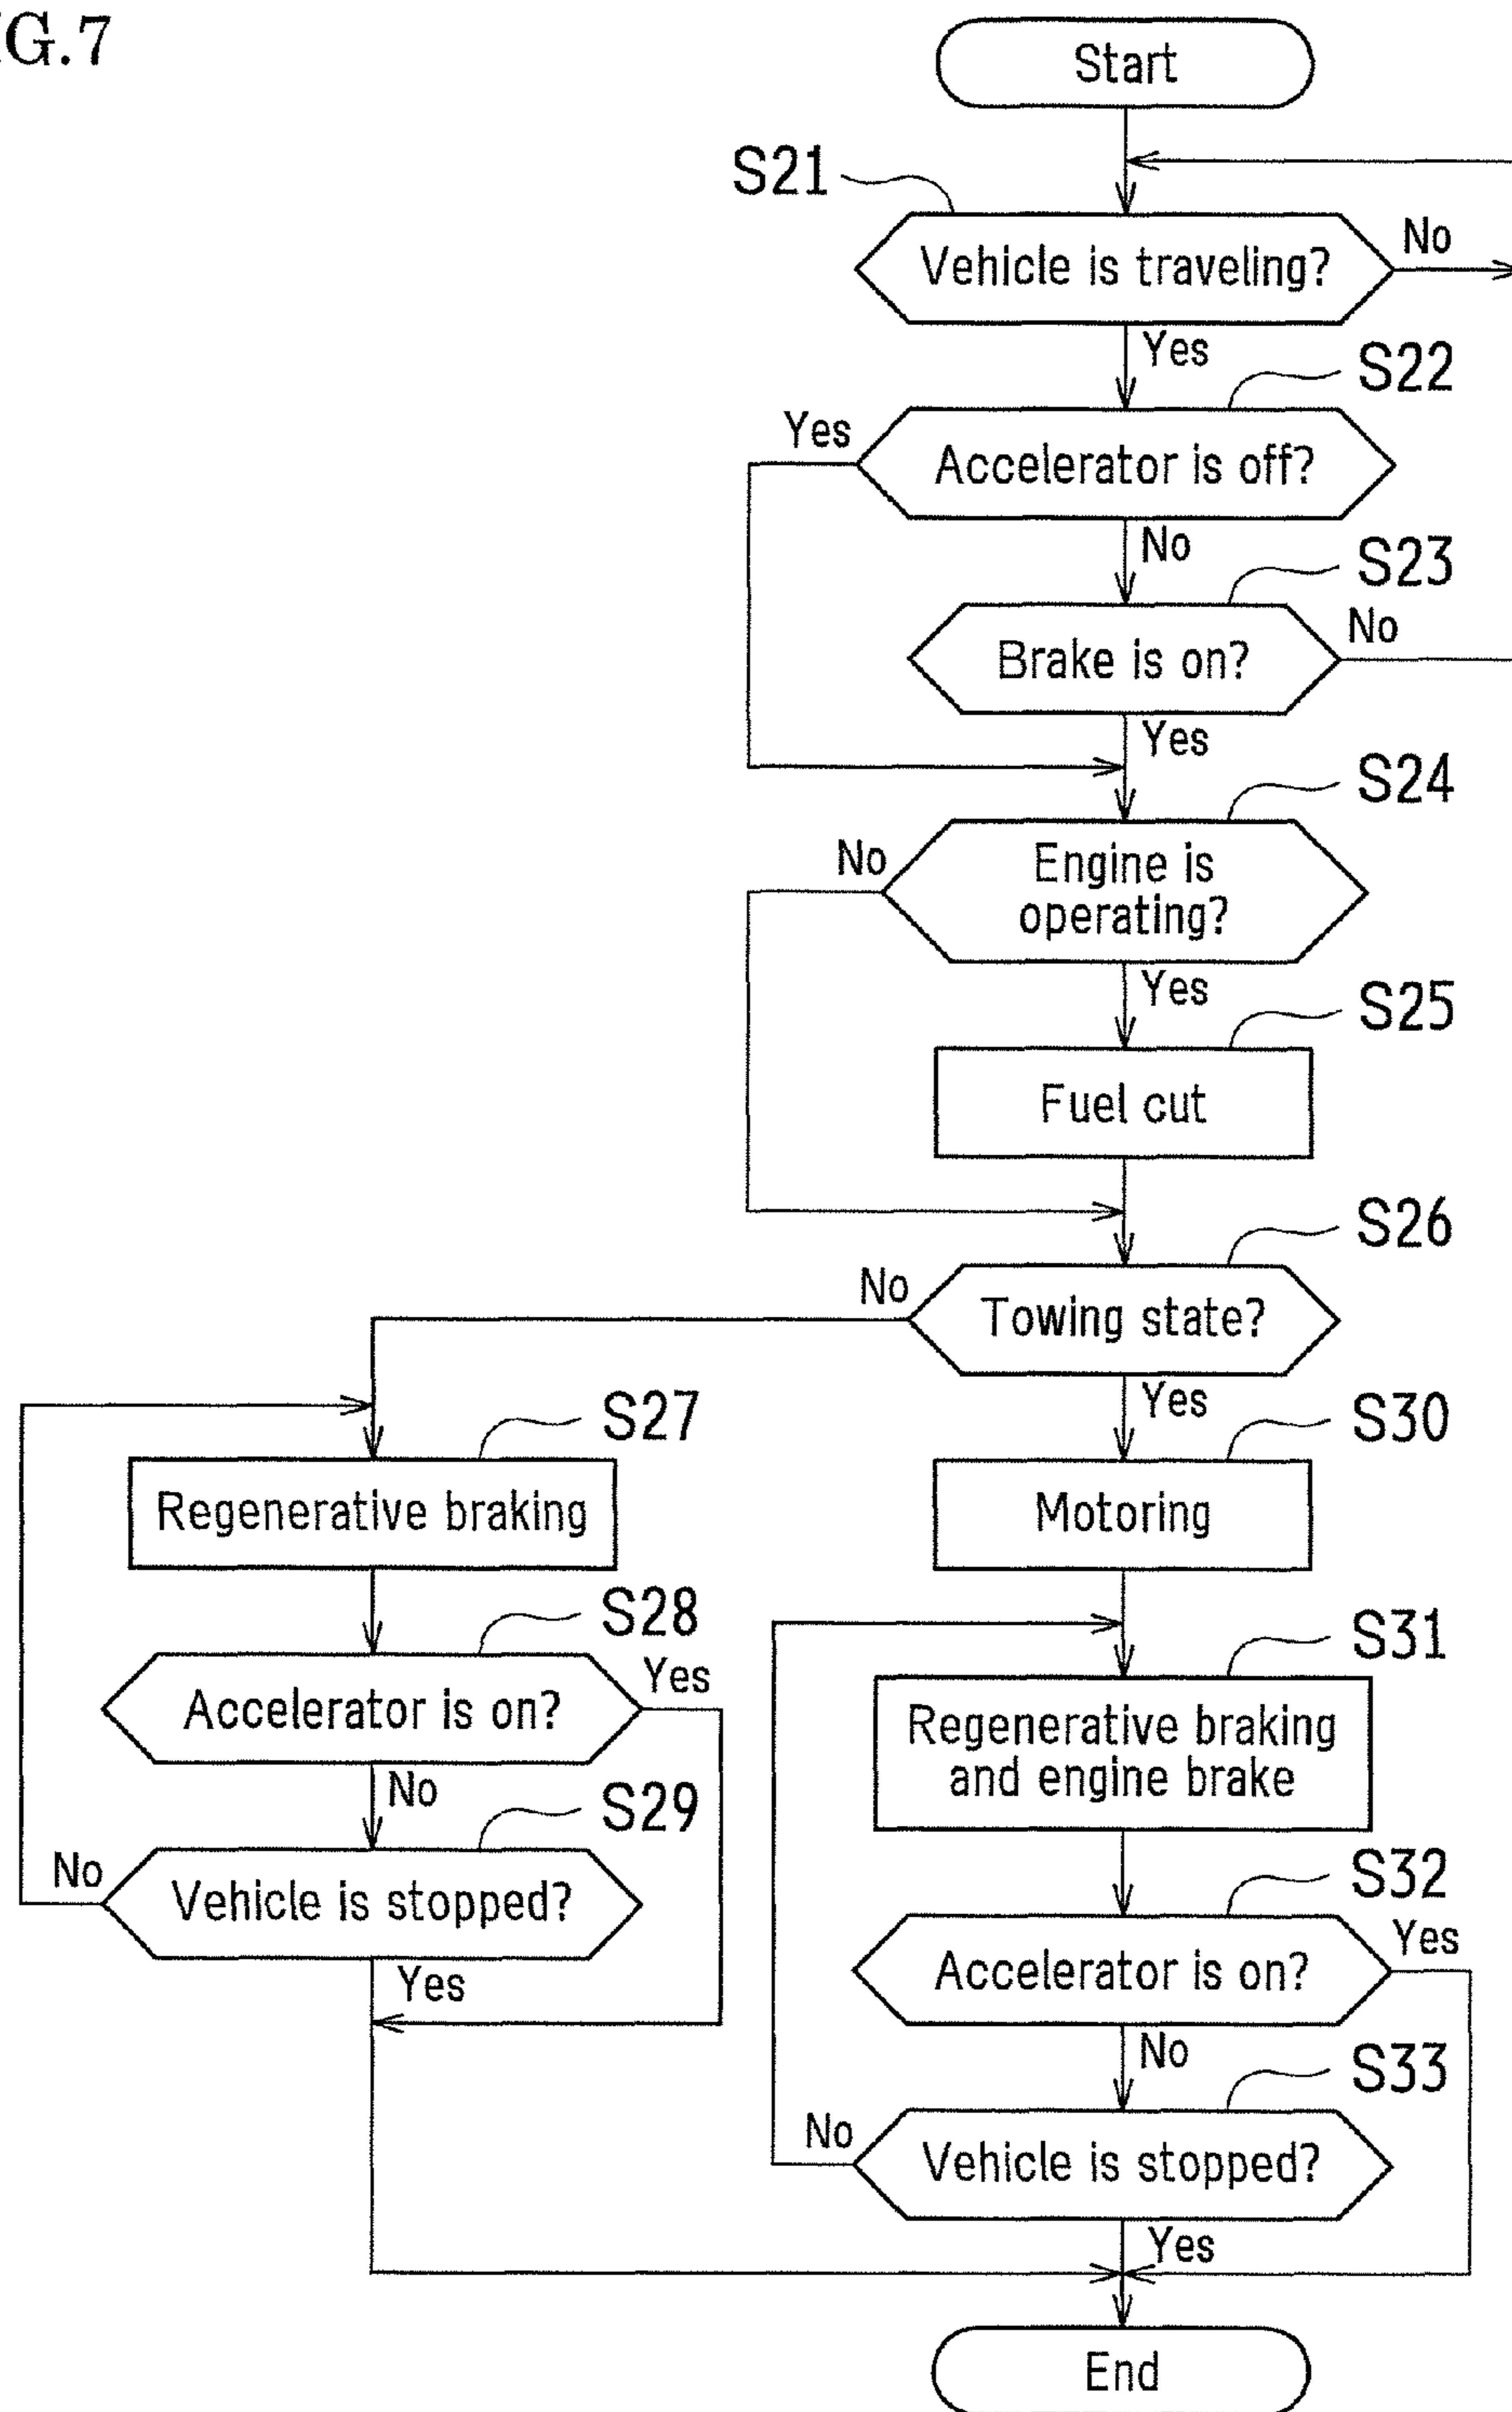 G.7
Start
S21
Vehicle is traveling?
No
Yes
S22
Yes
Accelerator is off?
No
S23
Brake is on?
No
Yes
S24
No
Engine is
operating?
Yes
S25
Fuel cut
S26
No
Towing state?
Yes
S27
Regenerative braking
S28
Accelerator is on?
Yes
No
S29
No
Vehicle is stopped?
Yes
S30
Motoring
S31
Regenerative braking
and engine brake
S32
Accelerator is on?
Yes
No
S33
No
Vehicle is stopped?
Yes
End